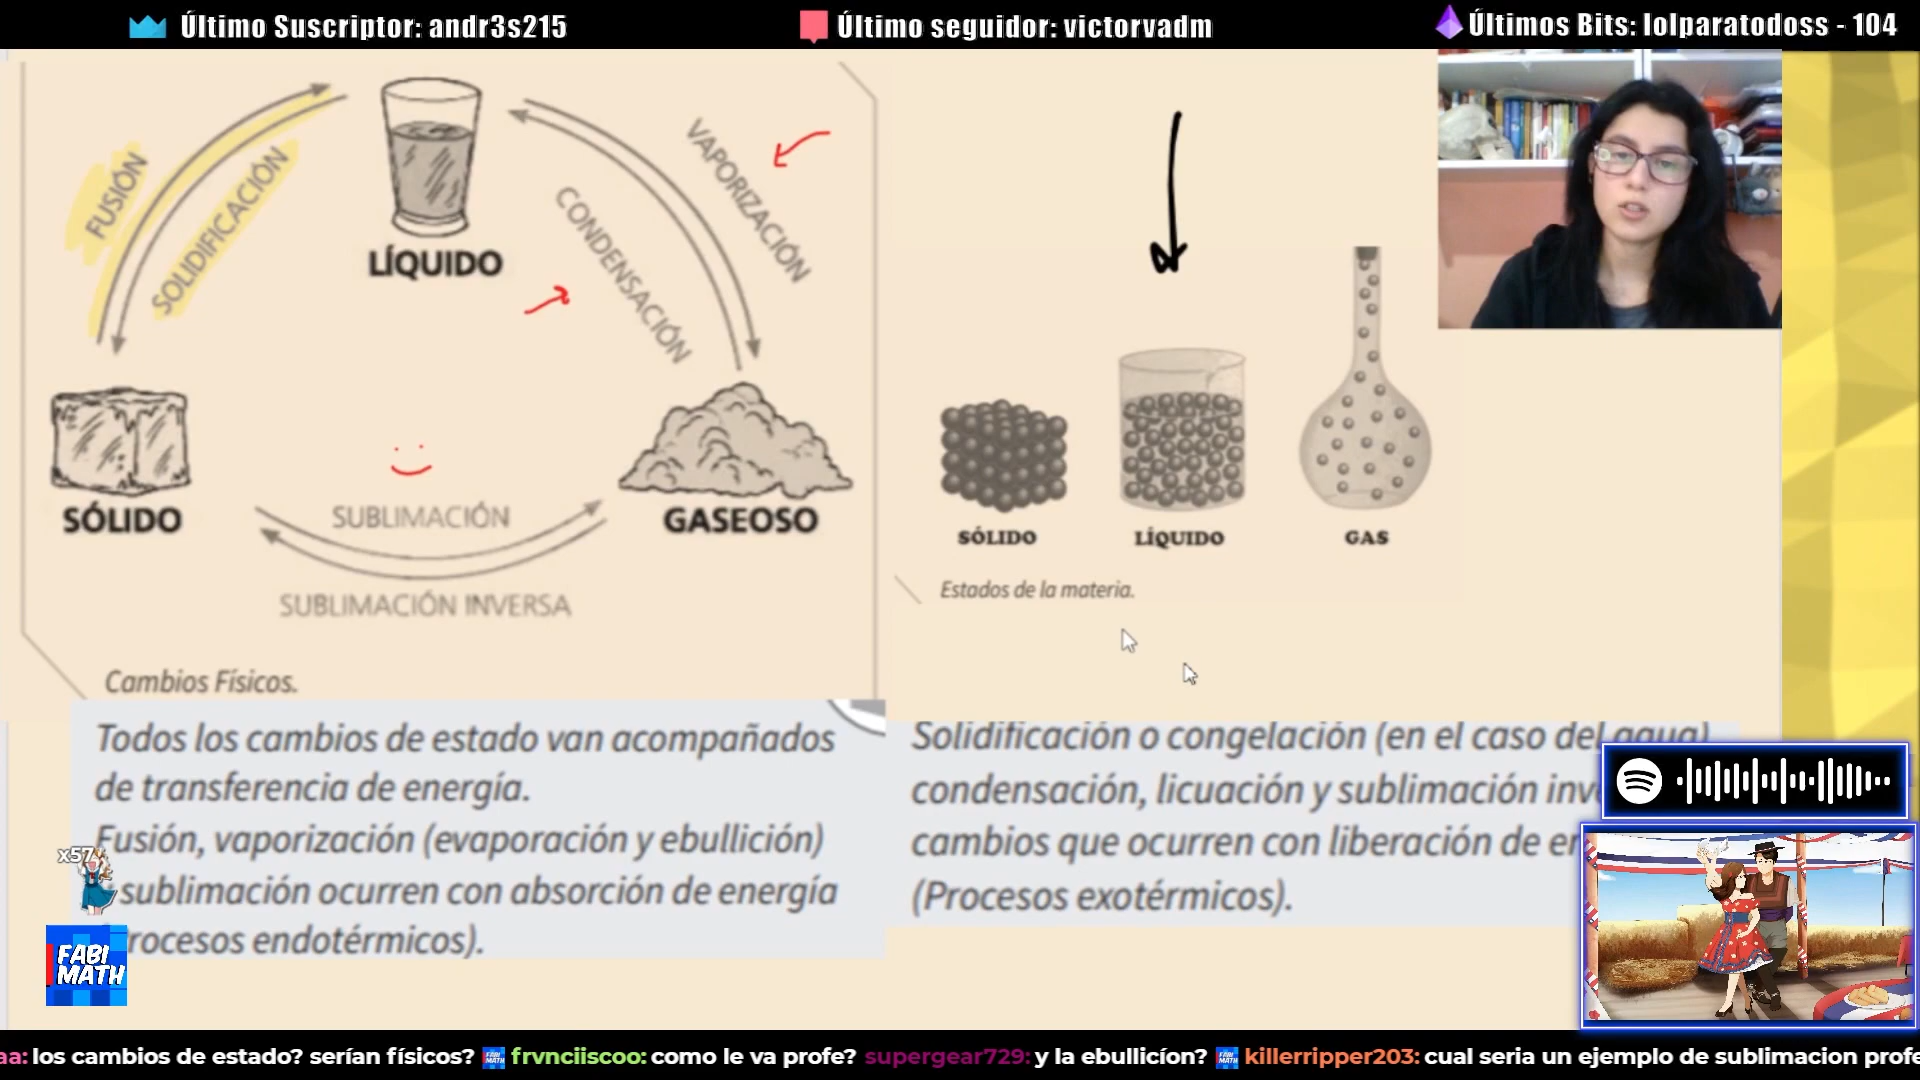 Último Suscriptor: andr3s215
Último seguidor: victorvadm
Últimos Bits: lolparatodoss - 104
FUSIÓN
SOLIDIFICACIÓN
LÍQUIDO
CONDENSACIÓN
VAPORIZACIÓN
SÓLIDO
SUBLIMACIÓN
GASEOSO
SUBLIMACIÓN INVERSA
Cambios Físicos.
SÓLIDO
LÍQUIDO
GAS
Estados de la materia.
Todos los cambios de estado van acompañados
de transferencia de energía.
Fusión, vaporización (evaporación y ebullición)
sublimación ocurren con absorción de energía
rocesos endotérmicos).
Solidificación o congelación (en el caso del agua)
condensación, licuación y sublimación inv
cambios que ocurren con liberación de en
(Procesos exotérmicos).
x57
FABI
MATH
aa: los cambios de estado? serían físicos? frvnciiscoo: como le va profe? supergear729: y la ebullicíon? killerripper203: cual seria un ejemplo de sublimacion profe